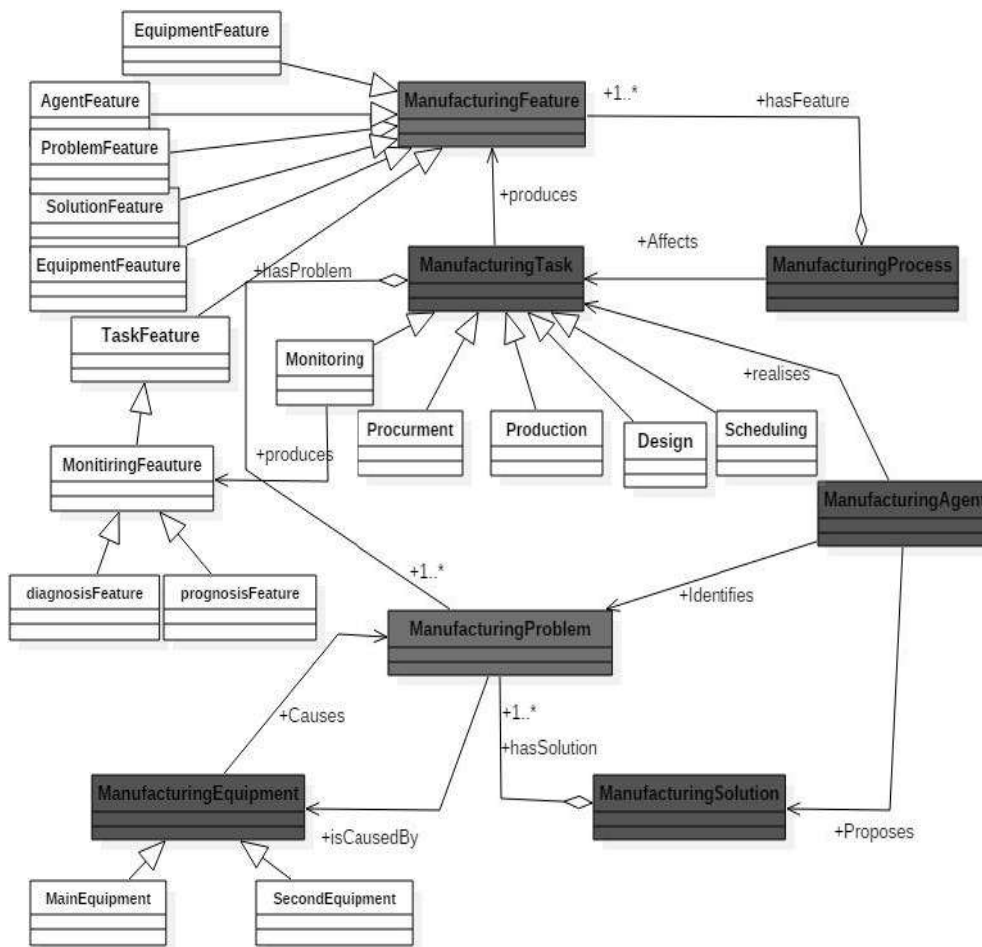 EquipmentFeature
AgentFeature
ManufacturingFeature
+1..*
+hasFeature
ProblemFeature
SolutionFeature
+produces
EquipmentFeauture
+hasProblem
ManufacturingTask
+Affects
ManufacturingProcess
TaskFeature
Monitoring
+realises
Procurment
Production
Design
Scheduling
MonitiringFeauture
+produces
ManufacturingAgent
diagnosisFeature
prognosisFeature
+1..*
+Identifies
ManufacturingProblem
+Causes
+1..*
+hasSolution
ManufacturingEquipment
ManufacturingSolution
+isCausedBy
+Proposes
MainEquipment
SecondEquipment